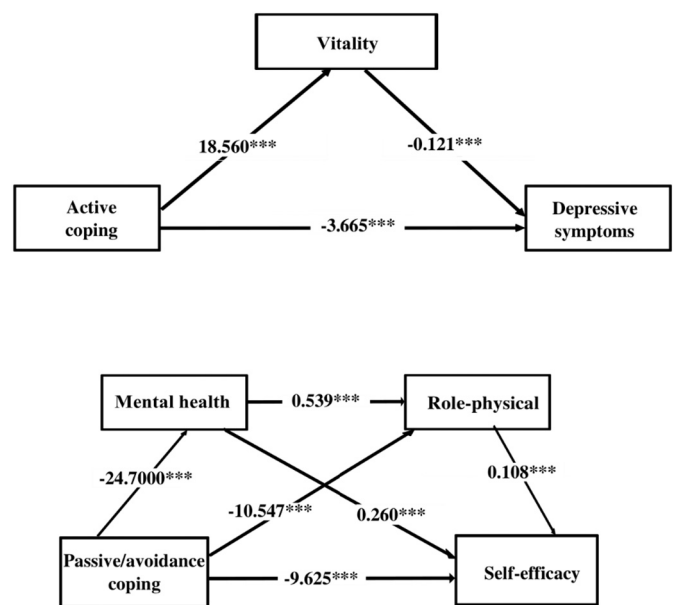 Vitality
18.560***
-0.121***
Active
coping
-3.665***
Depressive
symptoms
Mental health
0.539***
Role-physical
-24.7000***
0.108***
-10.547***
0.260***
Passive/avoidance
coping
-9.625***
Self-efficacy